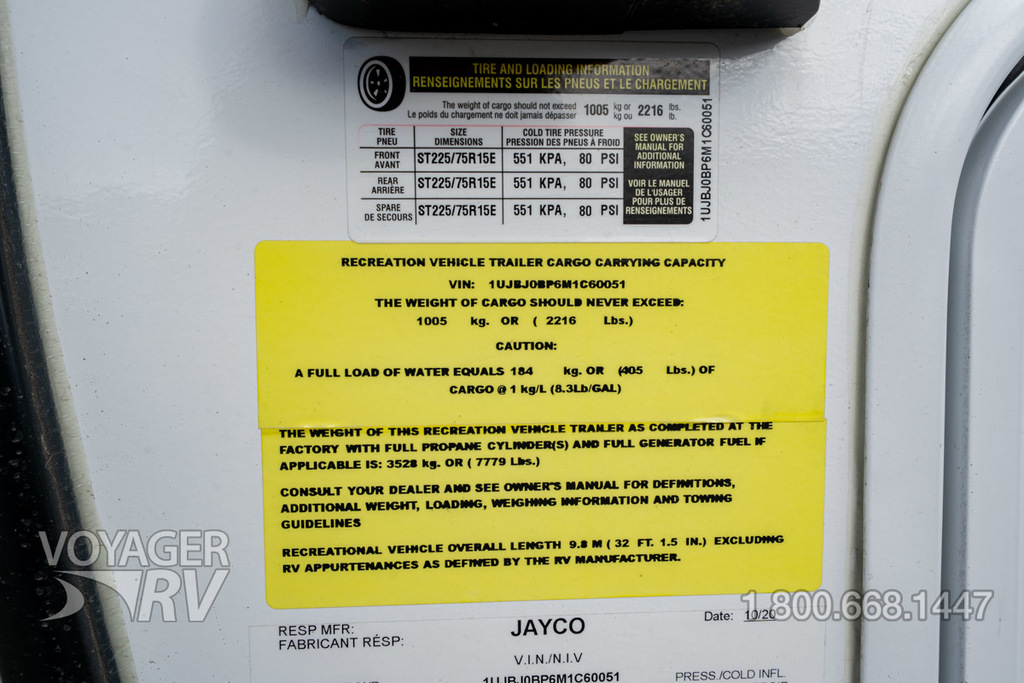 TIRE AND LOADING INFORMATION
RENSEIGNEMENTS SUR LES PNEUS ET LE CHARGEMENT
The weight of cargo should not exceed 1005 kg or 2216 lbs.
Le poids du chargement ne doit jamais dépasser kg ou lb.
TIRE PNEU SIZE DIMENSIONS COLD TIRE PRESSURE PRESSION DES PNEUS À FROID
FRONT AVANT ST225/75R15E 551 KPA, 80 PSI
REAR ARRIÈRE ST225/75R15E 551 KPA, 80 PSI
SPARE DE SECOURS ST225/75R15E 551 KPA, 80 PSI
SEE OWNER'S
MANUAL FOR
ADDITIONAL
INFORMATION
VOIR LE MANUEL
DE L'USAGER
POUR PLUS DE
RENSEIGNEMENTS
1UJBJ0BP6M1C60051
RECREATION VEHICLE TRAILER CARGO CARRYING CAPACITY
VIN: 1UJBJ0BP6M1C60051
THE WEIGHT OF CARGO SHOULD NEVER EXCEED:
1005 kg. OR ( 2216 Lbs.)
CAUTION:
A FULL LOAD OF WATER EQUALS 184 kg. OR (405 Lbs.) OF
CARGO @ 1 kg/L (8.3Lb/GAL)
THE WEIGHT OF THIS RECREATION VEHICLE TRAILER AS COMPLETED AT THE
FACTORY WITH FULL PROPANE CYLINDER(S) AND FULL GENERATOR FUEL IF
APPLICABLE IS: 3528 kg. OR ( 7779 Lbs.)
CONSULT YOUR DEALER AND SEE OWNER'S MANUAL FOR DEFINITIONS,
ADDITIONAL WEIGHT, LOADING, WEIGHING INFORMATION AND TOWING
GUIDELINES
RECREATIONAL VEHICLE OVERALL LENGTH 9.8 M ( 32 FT. 1.5 IN.) EXCLUDING
RV APPURTENANCES AS DEFINED BY THE RV MANUFACTURER.
VOYAGER
RV
1.800.668.1447
RESP MFR: JAYCO Date: 10/20
FABRICANT RÉSP:
V.I.N./N.I.V
1UJBJ0BP6M1C60051 PRESS./COLD INFL.